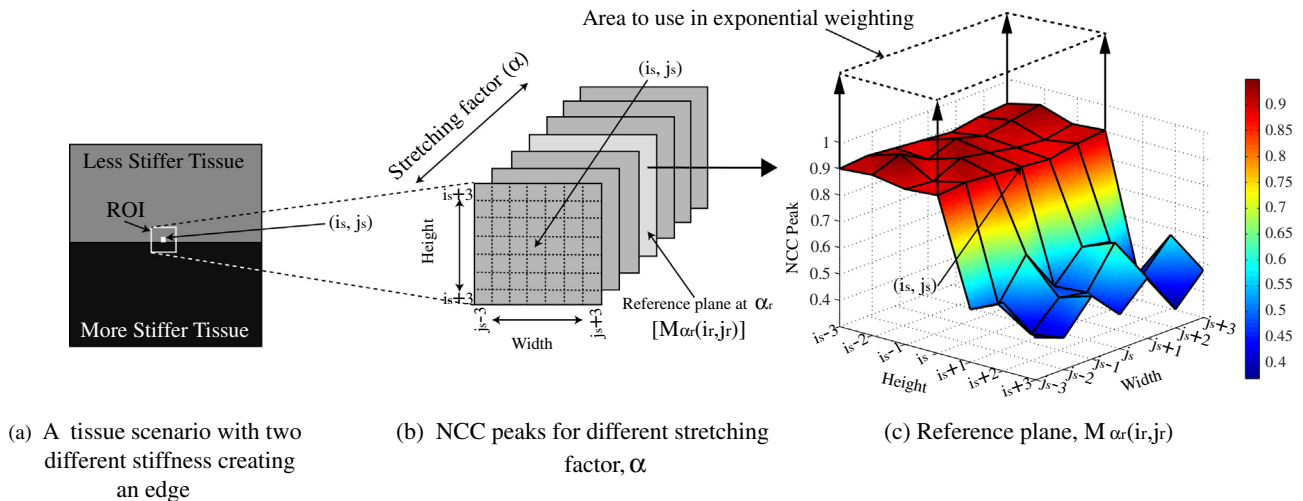 Less Stiffer Tissue
ROI
(is, js)
More Stiffer Tissue
(a) A tissue scenario with two
different stiffness creating
an edge
Stretching factor (α)
(is, js)
is+3
Height
is+3
js-3
Width
js+3
Reference plane at αr
[Mαr(ir,jr)]
(b) NCC peaks for different stretching
factor, α
Area to use in exponential weighting
NCC Peak
1
0.9
0.8
0.7
0.6
0.5
0.4
(is, js)
is-3
is-2
is-1
is
is+1
is+2
is+3
Height
js-3
js-2
js-1
js
js+1
js+2
js+3
Width
0.9
0.85
0.8
0.75
0.7
0.65
0.6
0.55
0.5
0.45
0.4
(c) Reference plane, M αr(ir,jr)